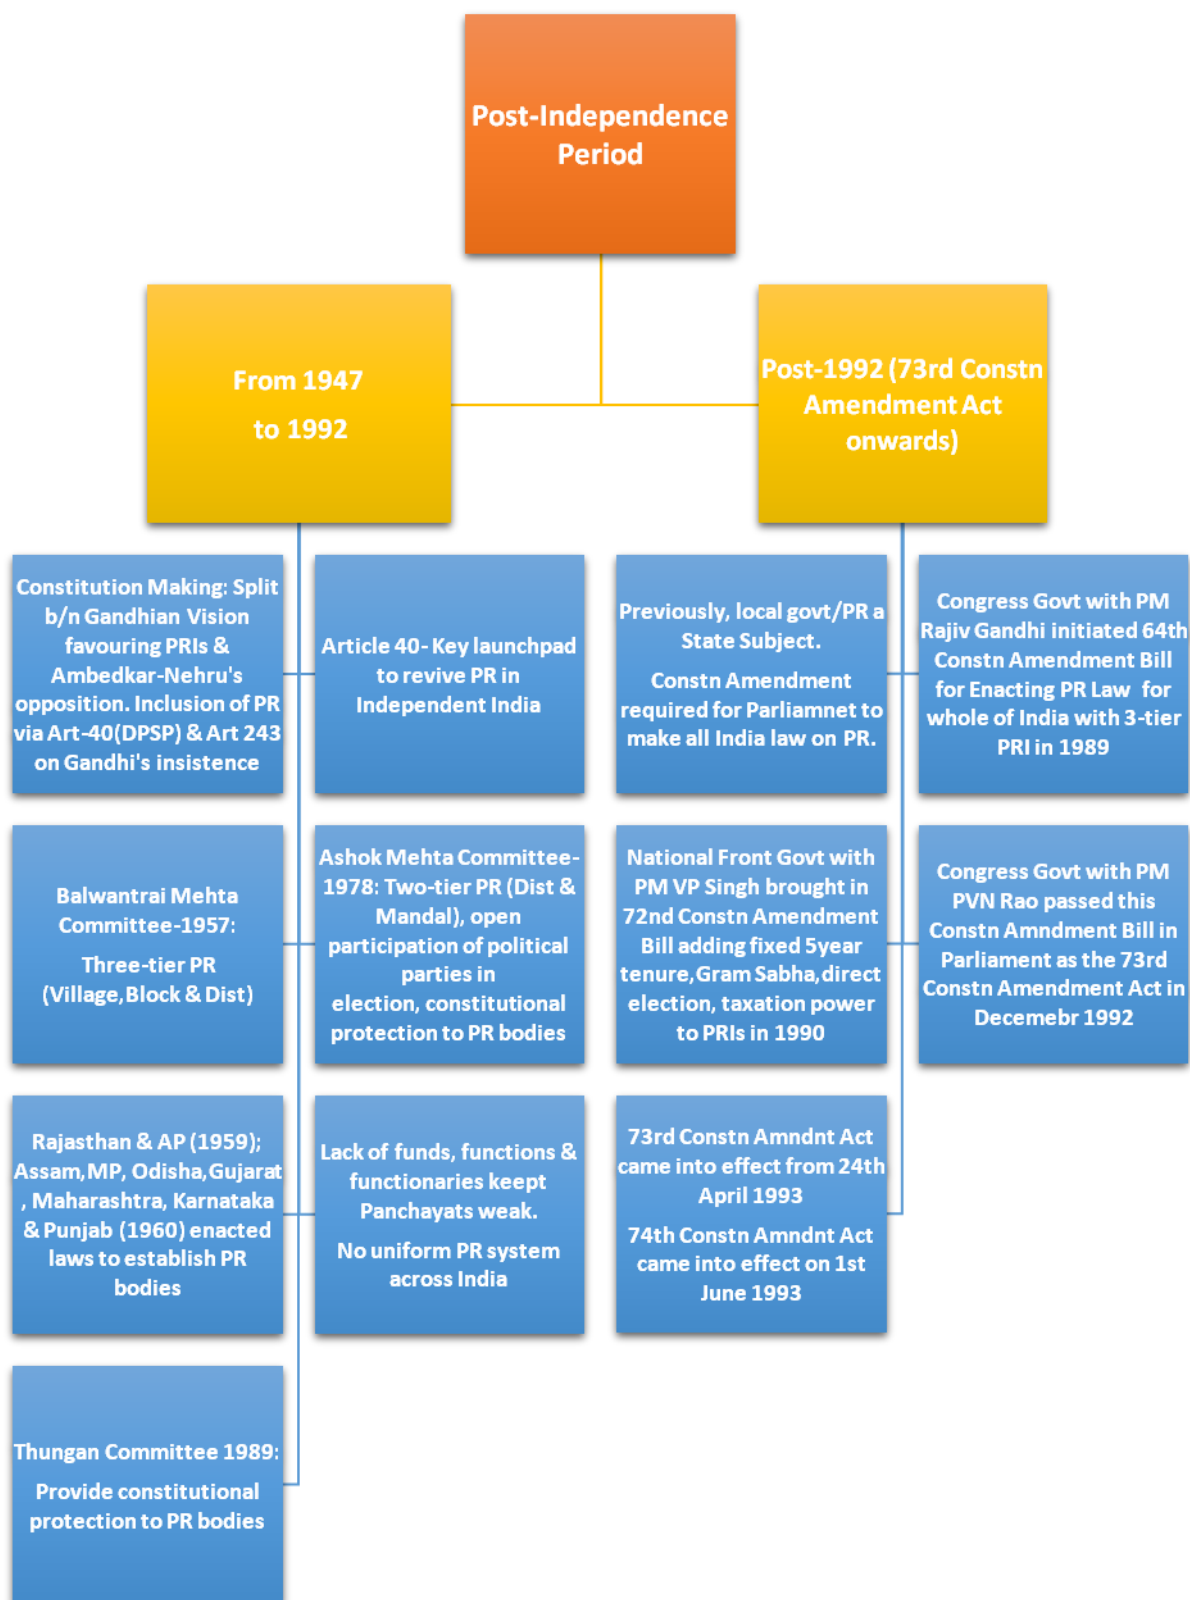 Post-Independence
Period
From 1947
to 1992
Post-1992 (73rd Constn
Amendment Act
onwards)
Constitution Making: Split
b/n Gandhian Vision
favouring PRIs &
Ambedkar-Nehru's
opposition. Inclusion of PR
via Art-40(DPSP) & Art 243
on Gandhi's insistence
Article 40- Key launchpad
to revive PR in
Independent India
Balwantrai Mehta
Committee-1957:
Three-tier PR
(Village,Block & Dist)
Ashok Mehta Committee-
1978: Two-tier PR (Dist &
Mandal), open
participation of political
parties in
election, constitutional
protection to PR bodies
Rajasthan & AP (1959);
Assam,MP, Odisha,Gujarat
, Maharashtra, Karnataka
& Punjab (1960) enacted
laws to establish PR
bodies
Lack of funds, functions &
functionaries keept
Panchayats weak.
No uniform PR system
across India
Thungan Committee 1989:
Provide constitutional
protection to PR bodies
Previously, local govt/PR a
State Subject.
Constn Amendment
required for Parliamnet to
make all India law on PR.
Congress Govt with PM
Rajiv Gandhi initiated 64th
Constn Amendment Bill
for Enacting PR Law for
whole of India with 3-tier
PRI in 1989
National Front Govt with
PM VP Singh brought in
72nd Constn Amendment
Bill adding fixed 5year
tenure,Gram Sabha,direct
election, taxation power
to PRIs in 1990
Congress Govt with PM
PVN Rao passed this
Constn Amndment Bill in
Parliament as the 73rd
Constn Amendment Act in
Decemebr 1992
73rd Constn Amndnt Act
came into effect from 24th
April 1993
74th Constn Amndnt Act
came into effect on 1st
June 1993